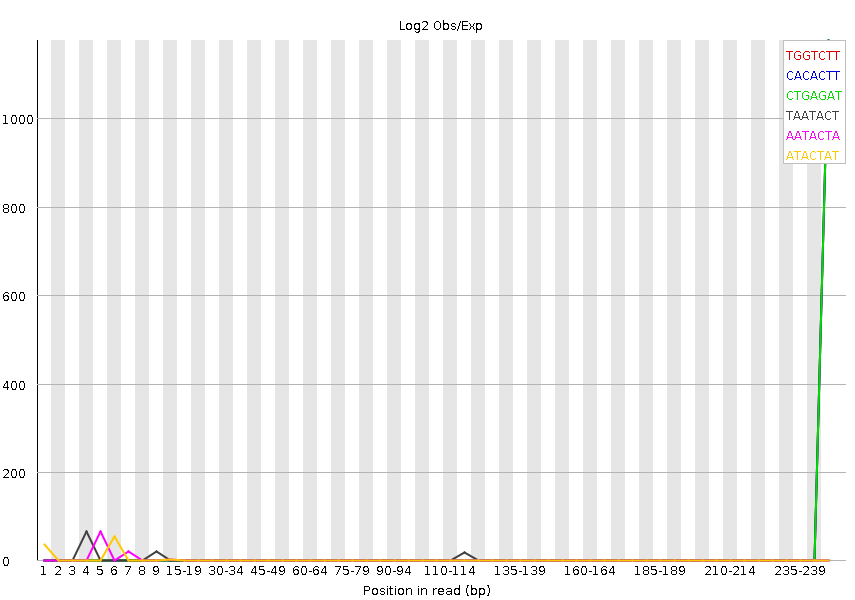 Log2 Obs/Exp
TGGTCTT
CACACTT
CTGAGAT
TAATACT
AATACTA
ATACTAT
1000
800
600
400
200
0
1 2 3 4 5 6 7 8 9 15-19 30-34 45-49 60-64 75-79 90-94 110-114 135-139 160-164 185-189 210-214 235-239
Position in read (bp)